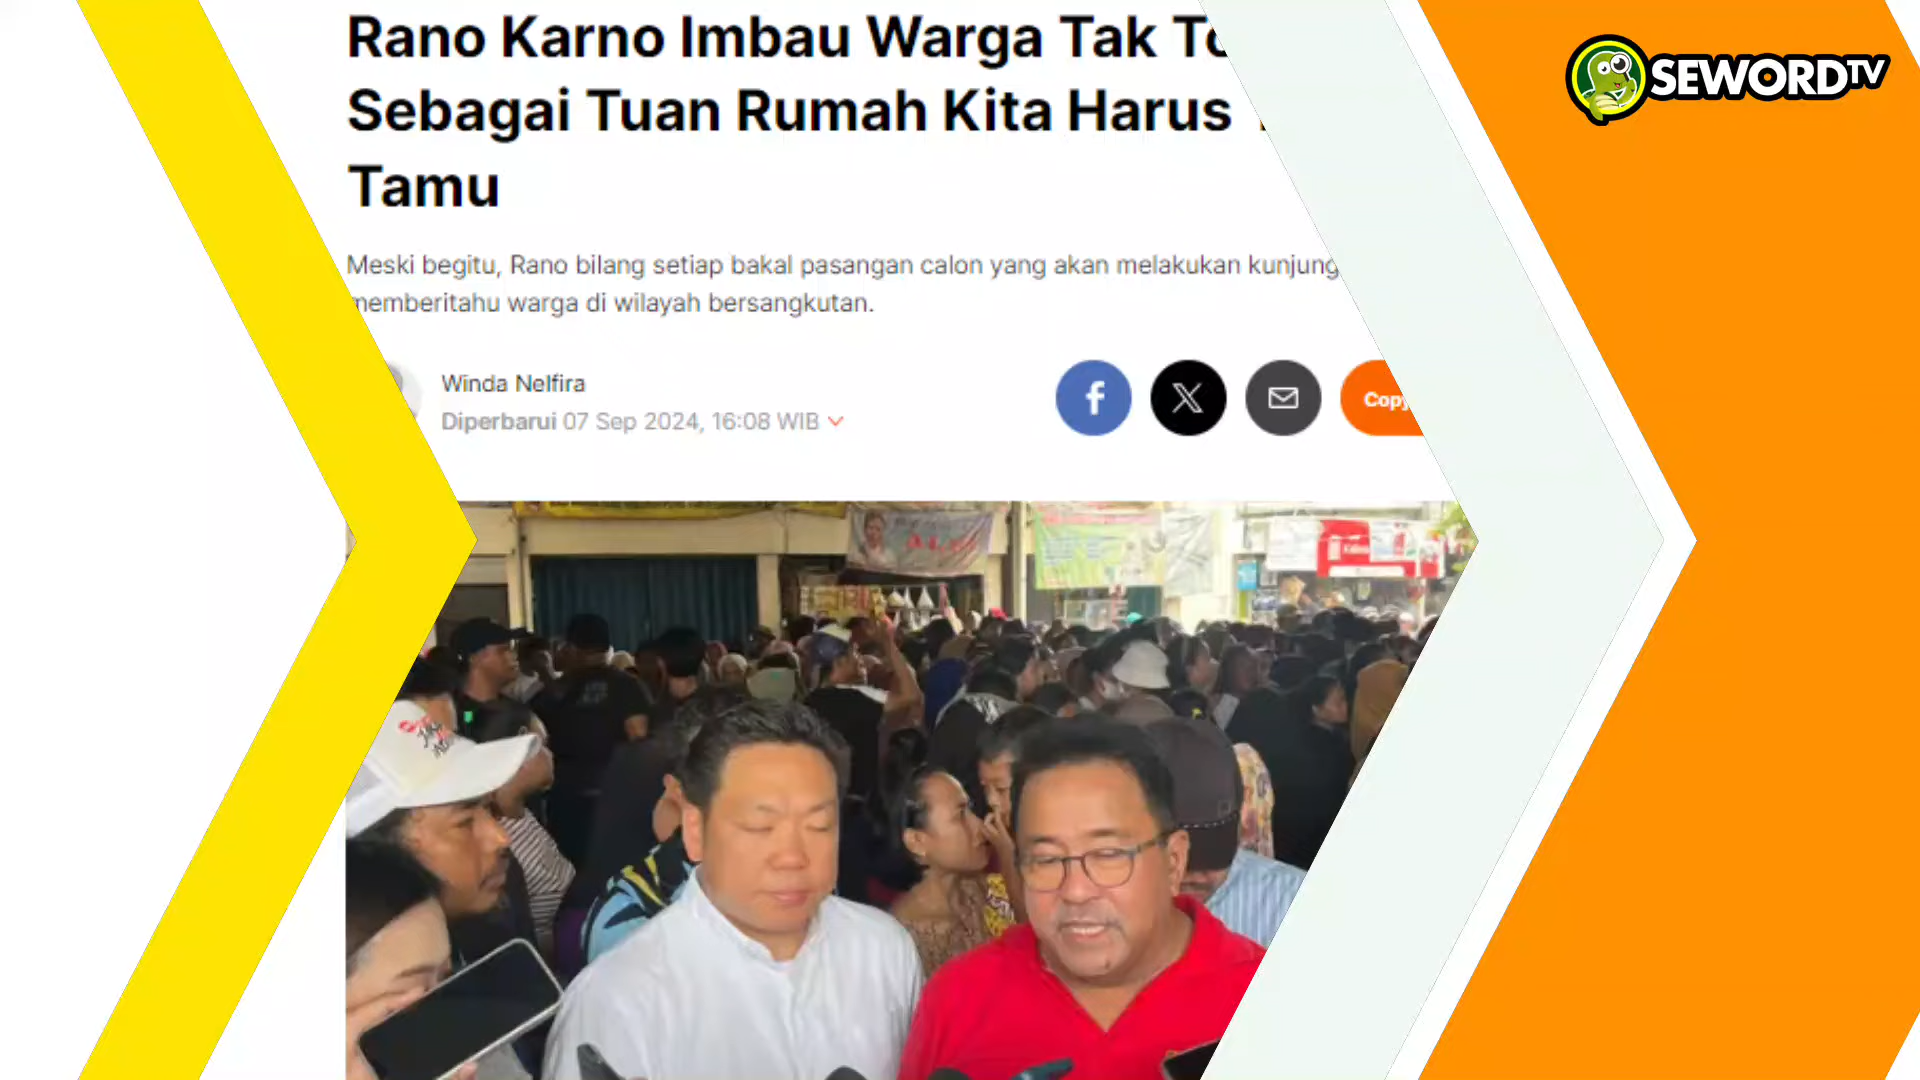 Rano Karno Imbau Warga Tak
Sebagai Tuan Rumah Kita Harus
Tamu
SEWORDTV
Meski begitu, Rano bilang setiap bakal pasangan calon yang akan melakukan
memberitahu warga di wilayah bersangkutan.
Winda Nelfira
Diperbarui 07 Sep 2024, 16:08 WIB
Copy